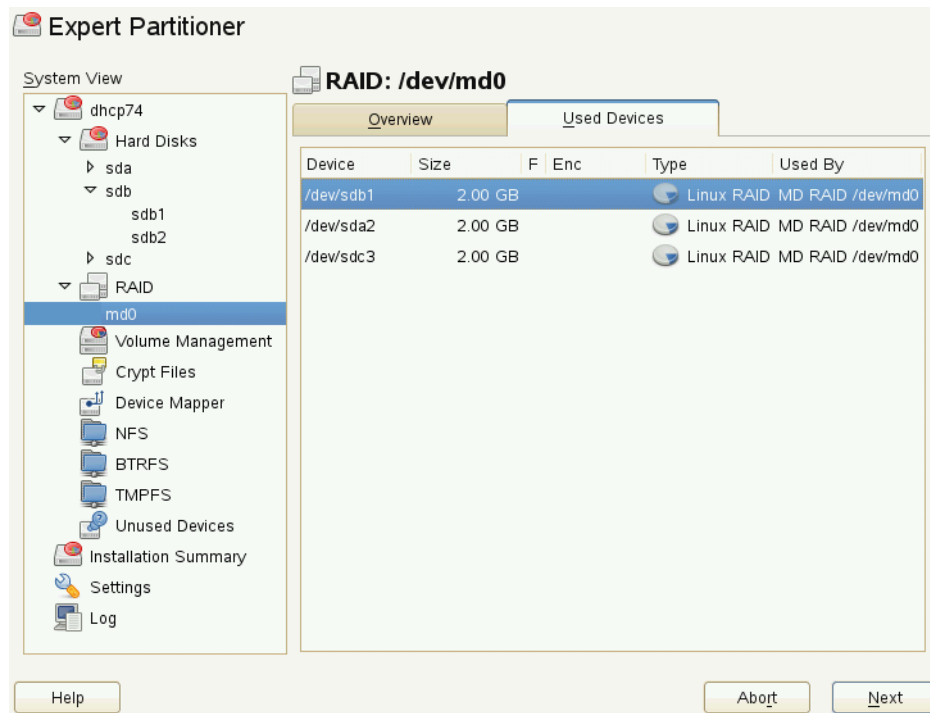 Expert Partitioner
System View
dhcp74
Hard Disks
sda
sdb
sdb1
sdb2
sdc
RAID
md0
Volume Management
Crypt Files
Device Mapper
NFS
BTRFS
TMPFS
Unused Devices
Installation Summary
Settings
Log
RAID: /dev/md0
Overview Used Devices
Device Size F Enc Type Used By
/dev/sdb1 2.00 GB Linux RAID MD RAID /dev/md0
/dev/sda2 2.00 GB Linux RAID MD RAID /dev/md0
/dev/sdc3 2.00 GB Linux RAID MD RAID /dev/md0
Help Abort Next